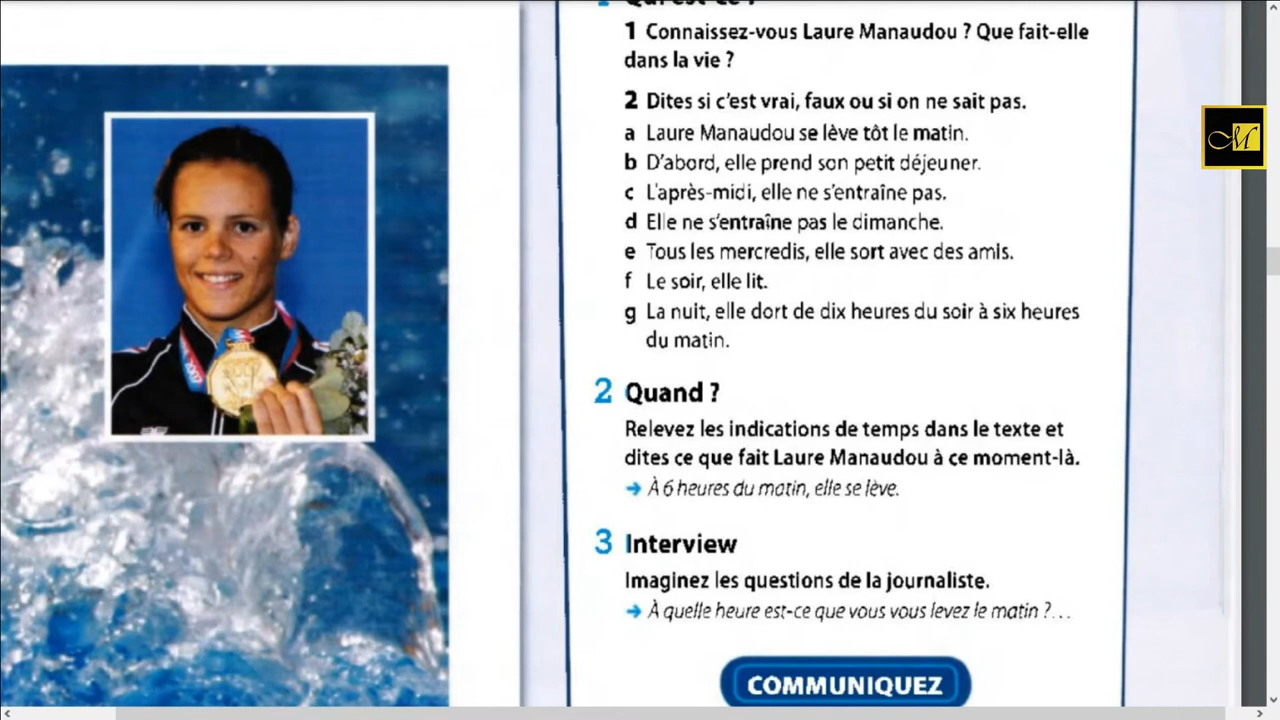 1 Qui est-ce ?
1 Connaissez-vous Laure Manaudou ? Que fait-elle
dans la vie ?
2 Dites si c'est vrai, faux ou si on ne sait pas.
a Laure Manaudou se lève tôt le matin.
b D'abord, elle prend son petit déjeuner.
c L'après-midi, elle ne s'entraîne pas.
d Elle ne s'entraîne pas le dimanche.
e Tous les mercredis, elle sort avec des amis.
f Le soir, elle lit.
g La nuit, elle dort de dix heures du soir à six heures
du matin.
2 Quand ?
Relevez les indications de temps dans le texte et
dites ce que fait Laure Manaudou à ce moment-là.
→ À 6 heures du matin, elle se lève.
3 Interview
Imaginez les questions de la journaliste.
→ À quelle heure est-ce que vous vous levez le matin ?...
COMMUNIQUEZ
M